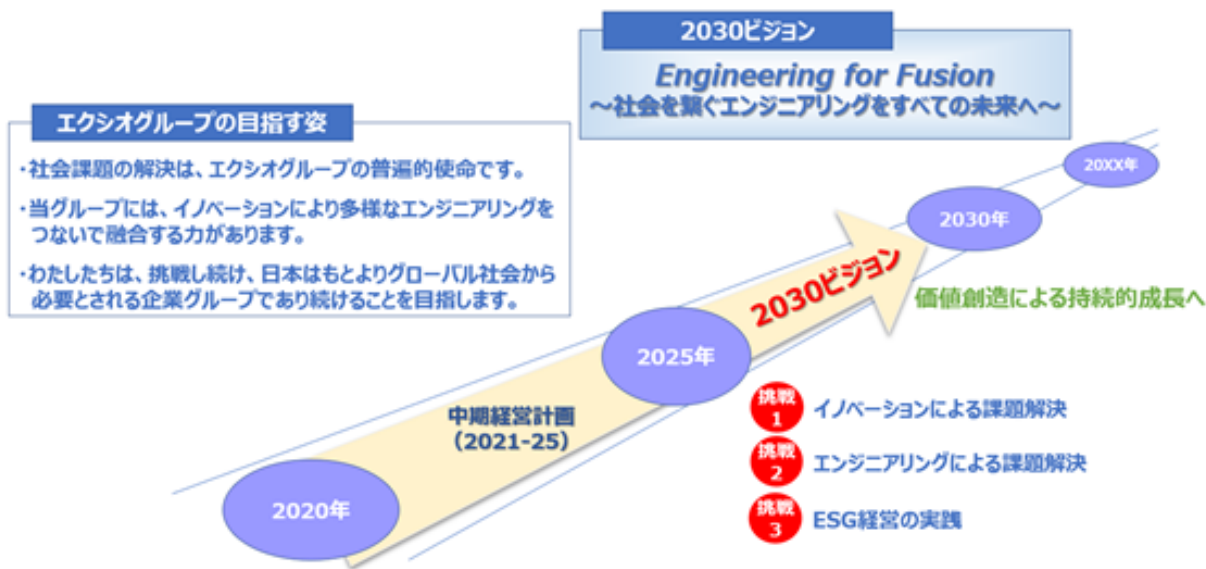 2030ビジョン
Engineering for Fusion
～社会を繋ぐエンジニアリングをすべての未来へ～
エクシオグループの目指す姿
・社会課題の解決は、エクシオグループの普遍的使命です。
・当グループには、イノベーションにより多様なエンジニアリングを
つないで融合する力があります。
・わたしたちは、挑戦し続け、日本はもとよりグローバル社会から
必要とされる企業グループであり続けることを目指します。
20XX年
2030年
2030ビジョン
価値創造による持続的成長へ
2025年
中期経営計画
（2021-25）
2020年
挑戦
1
イノベーションによる課題解決
挑戦
2
エンジニアリングによる課題解決
挑戦
3
ESG経営の実践